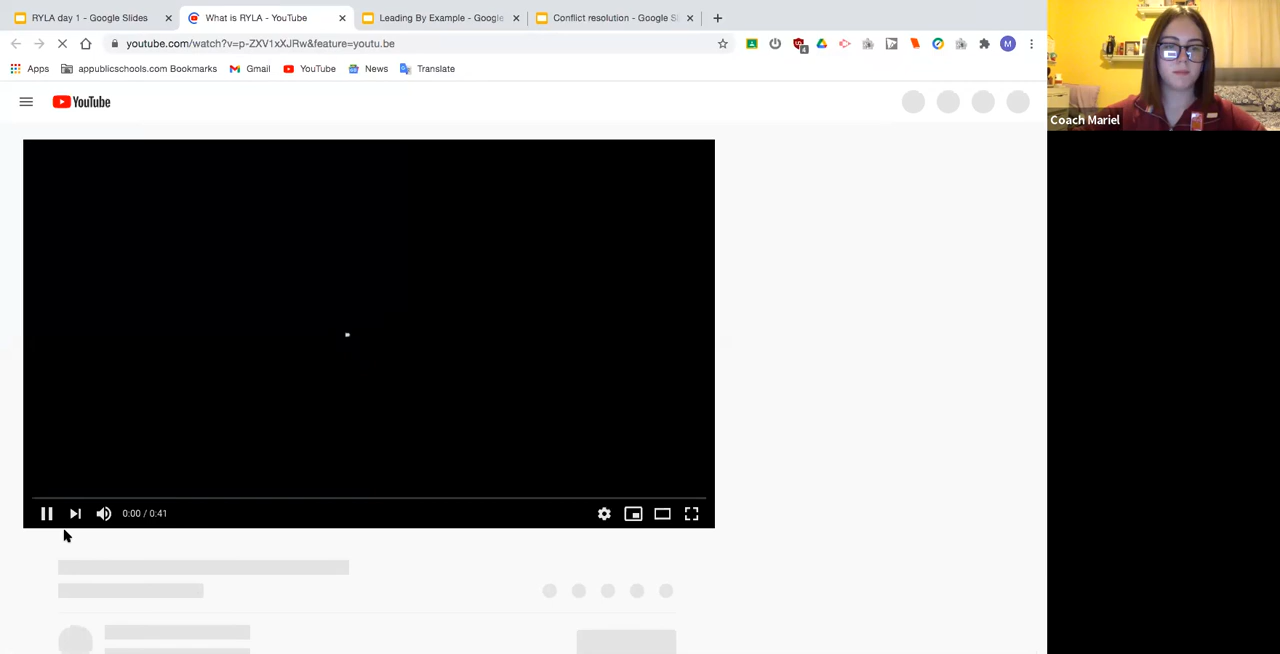 RYLA day 1 - Google Slides
What is RYLA - YouTube
Leading By Example - Google
Conflict resolution - Google Sl
youtube.com/watch?v=p-ZXV1xXJRw&feature=youtu.be
4
M
Apps
appublicschools.com Bookmarks
Gmail
YouTube
News
Translate
YouTube
Coach Mariel
0:00 / 0:41